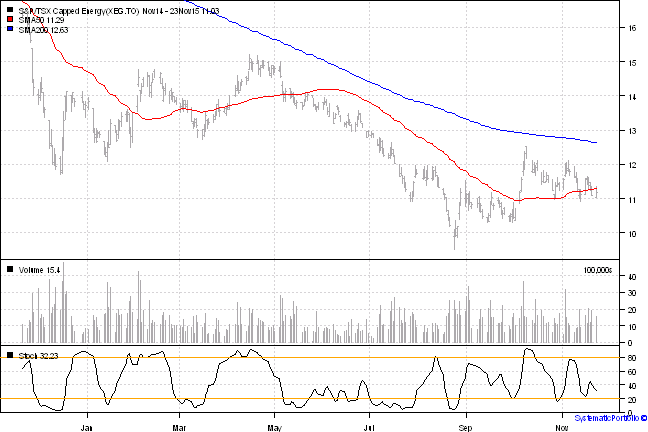 S&P/TSX Capped Energy(XEG.TO) Nov14 - 23Nov15 11.03
SMA50 11.29
SMA200 12.63
16
15
14
13
12
11
10
Volume 15.4
100,000s
40
30
20
10
0
Stoch 32.23
80
60
40
20
0
Jan
Mar
May
Jul
Sep
Nov
SystematicPortfolio ©